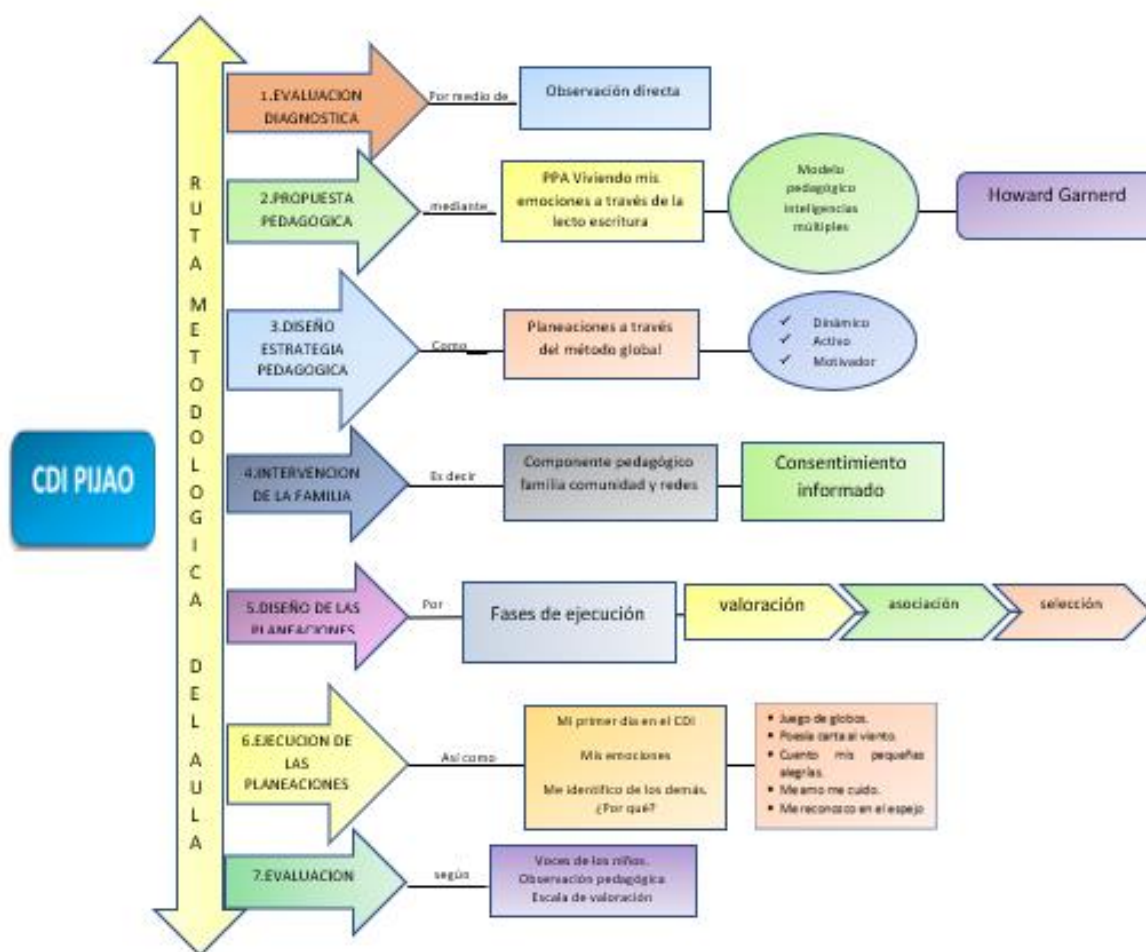 CDI PIJAO
RUTA METODOLOGICA DEL AULA
1.EVALUACION
DIAGNOSTICA
Por medio de
Observación directa
2.PROPUESTA
PEDAGOGICA
mediante
PPA Viviendo mis
emociones a través de la
lecto escritura
Modelo
pedagógico
inteligencias
múltiples
Howard Garnerd
3.DISEÑO
ESTRATEGIA
PEDAGOGICA
Como
Planeaciones a través
del método global
✓ Dinámico
✓ Activo
✓ Motivador
4.INTERVENCION
DE LA FAMILIA
Es decir
Componente pedagógico
familia comunidad y redes
Consentimiento
informado
5.DISEÑO DE LAS
PLANEACIONES
Por
Fases de ejecución
valoración
asociación
selección
6.EJECUCION DE
LAS
PLANEACIONES
Así como
Mi primer día en el CDI
Mis emociones
Me identifico de los demás.
¿Por qué?
• Juego de globos.
• Poesía carta al viento.
• Cuento mis pequeñas
alegrías.
• Me amo me cuido.
• Me reconozco en el espejo
7.EVALUACION
según
Voces de los niños.
Observación pedagógica
Escala de valoración